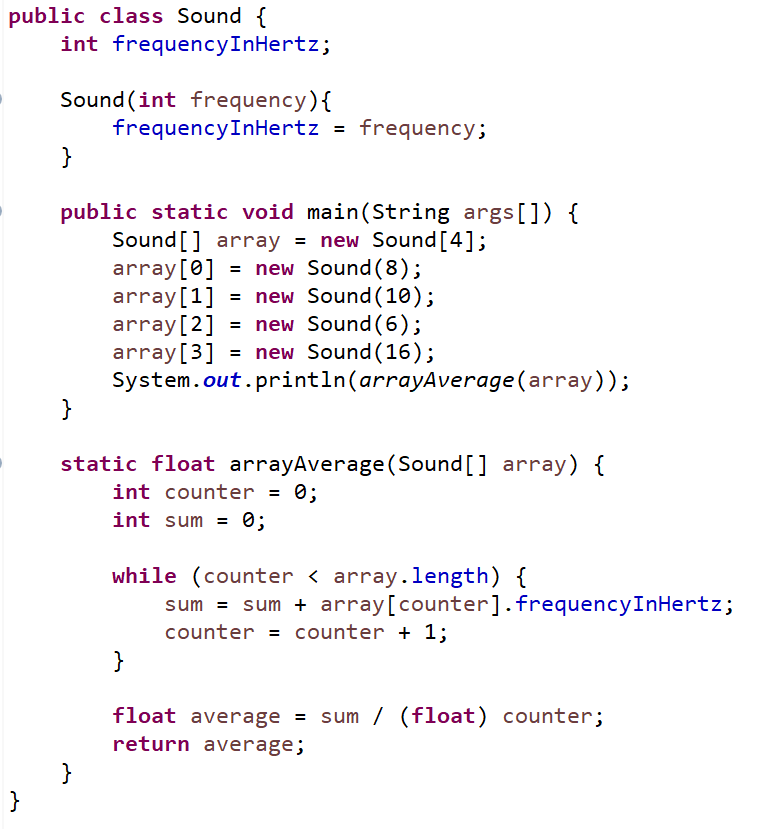 public class Sound {
    int frequencyInHertz;

    Sound(int frequency){
        frequencyInHertz = frequency;
    }

    public static void main(String args[]) {
        Sound[] array = new Sound[4];
        array[0] = new Sound(8);
        array[1] = new Sound(10);
        array[2] = new Sound(6);
        array[3] = new Sound(16);
        System.out.println(arrayAverage(array));
    }

    static float arrayAverage(Sound[] array) {
        int counter = 0;
        int sum = 0;

        while (counter < array.length) {
            sum = sum + array[counter].frequencyInHertz;
            counter = counter + 1;
        }

        float average = sum / (float) counter;
        return average;
    }
}